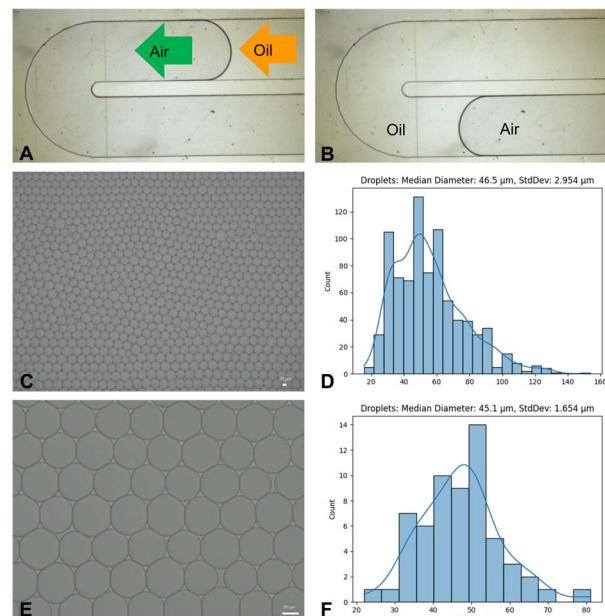 Air
Oil
A
Oil
Air
B
C
Droplets: Median Diameter: 46.5 µm, StdDev: 2.954 µm
Count
120
100
80
60
40
20
0
20 40 60 80 100 120 140 160
D
20 µm
E
Droplets: Median Diameter: 45.1 µm, StdDev: 1.654 µm
Count
14
12
10
8
6
4
2
0
20 30 40 50 60 70 80
F